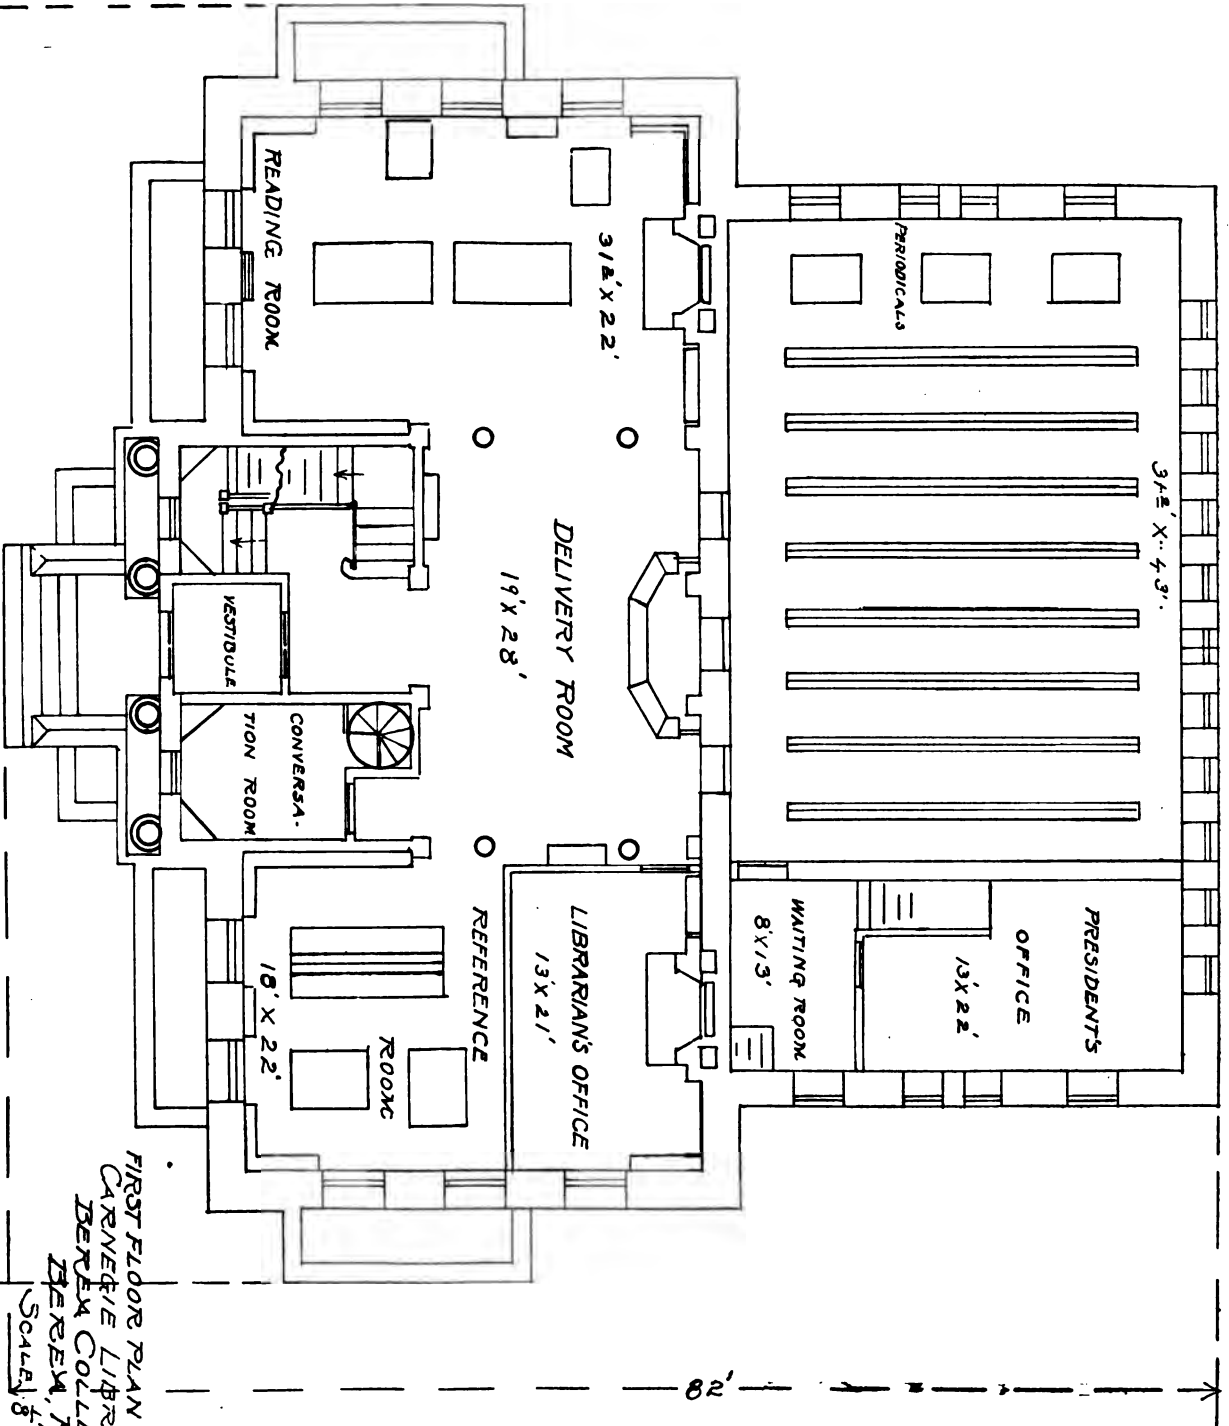 PERIODICALS
31½' X 43'.
PRESIDENT'S
OFFICE
13'X 22'
WAITING ROOM
8'X13'
READING ROOM
31½' X 22'
DELIVERY ROOM
19'X 28'
LIBRARIAN'S OFFICE
13'X 21'
REFERENCE
ROOM
18' X 22'
VESTIBULE
CONVERSA-
TION ROOM
82'
FIRST FLOOR PLAN
CARNEGIE LIBR
BEREA COLL
BEREA,
SCALE